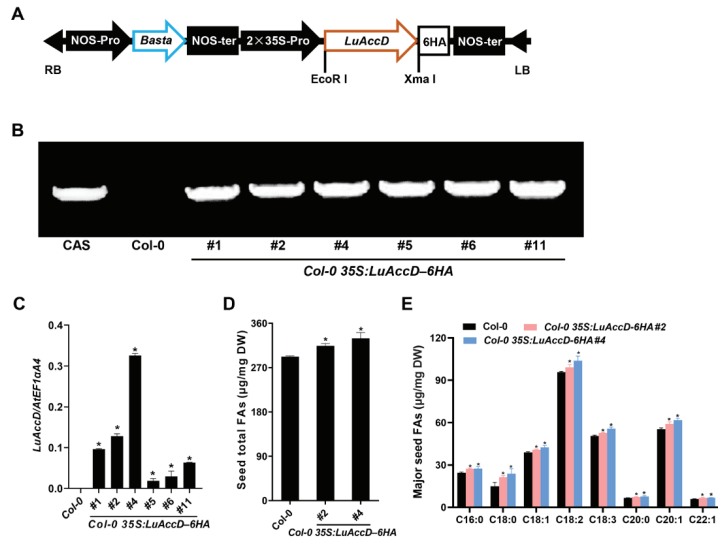 A
NOS-Pro Basta NOS-ter 2×35S-Pro LuAccD 6HA NOS-ter
RB EcoR I Xma I LB
B
CAS Col-0 #1 #2 #4 #5 #6 #11
Col-0 35S:LuAccD–6HA
C
LuAccD/AtEF1αA4
0.4
0.3
0.2
0.1
0.0
* * * * * *
Col-0 #1 #2 #4 #5 #6 #11
Col-0 35S:LuAccD-6HA
D
Seed total FAs (µg/mg DW)
360
270
180
90
0
* *
Col-0 #2 #4
Col-0 35S:LuAccD-6HA
E
Col-0 Col-0 35S:LuAccD-6HA#2
Col-0 35S:LuAccD-6HA#4
Major seed FAs (µg/mg DW)
120
90
60
30
0
* * * * * * * * * * * * * * * *
C16:0 C18:0 C18:1 C18:2 C18:3 C20:0 C20:1 C22:1